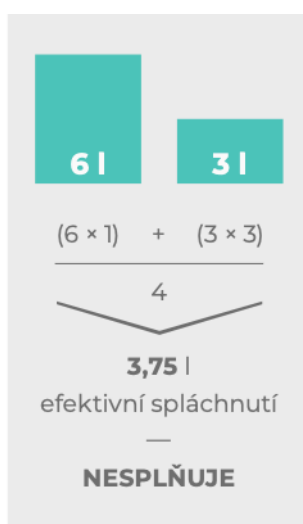 6 l 3 l
(6 × 1) + (3 × 3)
4
3,75 l
efektivní spláchnutí
—
NESPLŇUJE